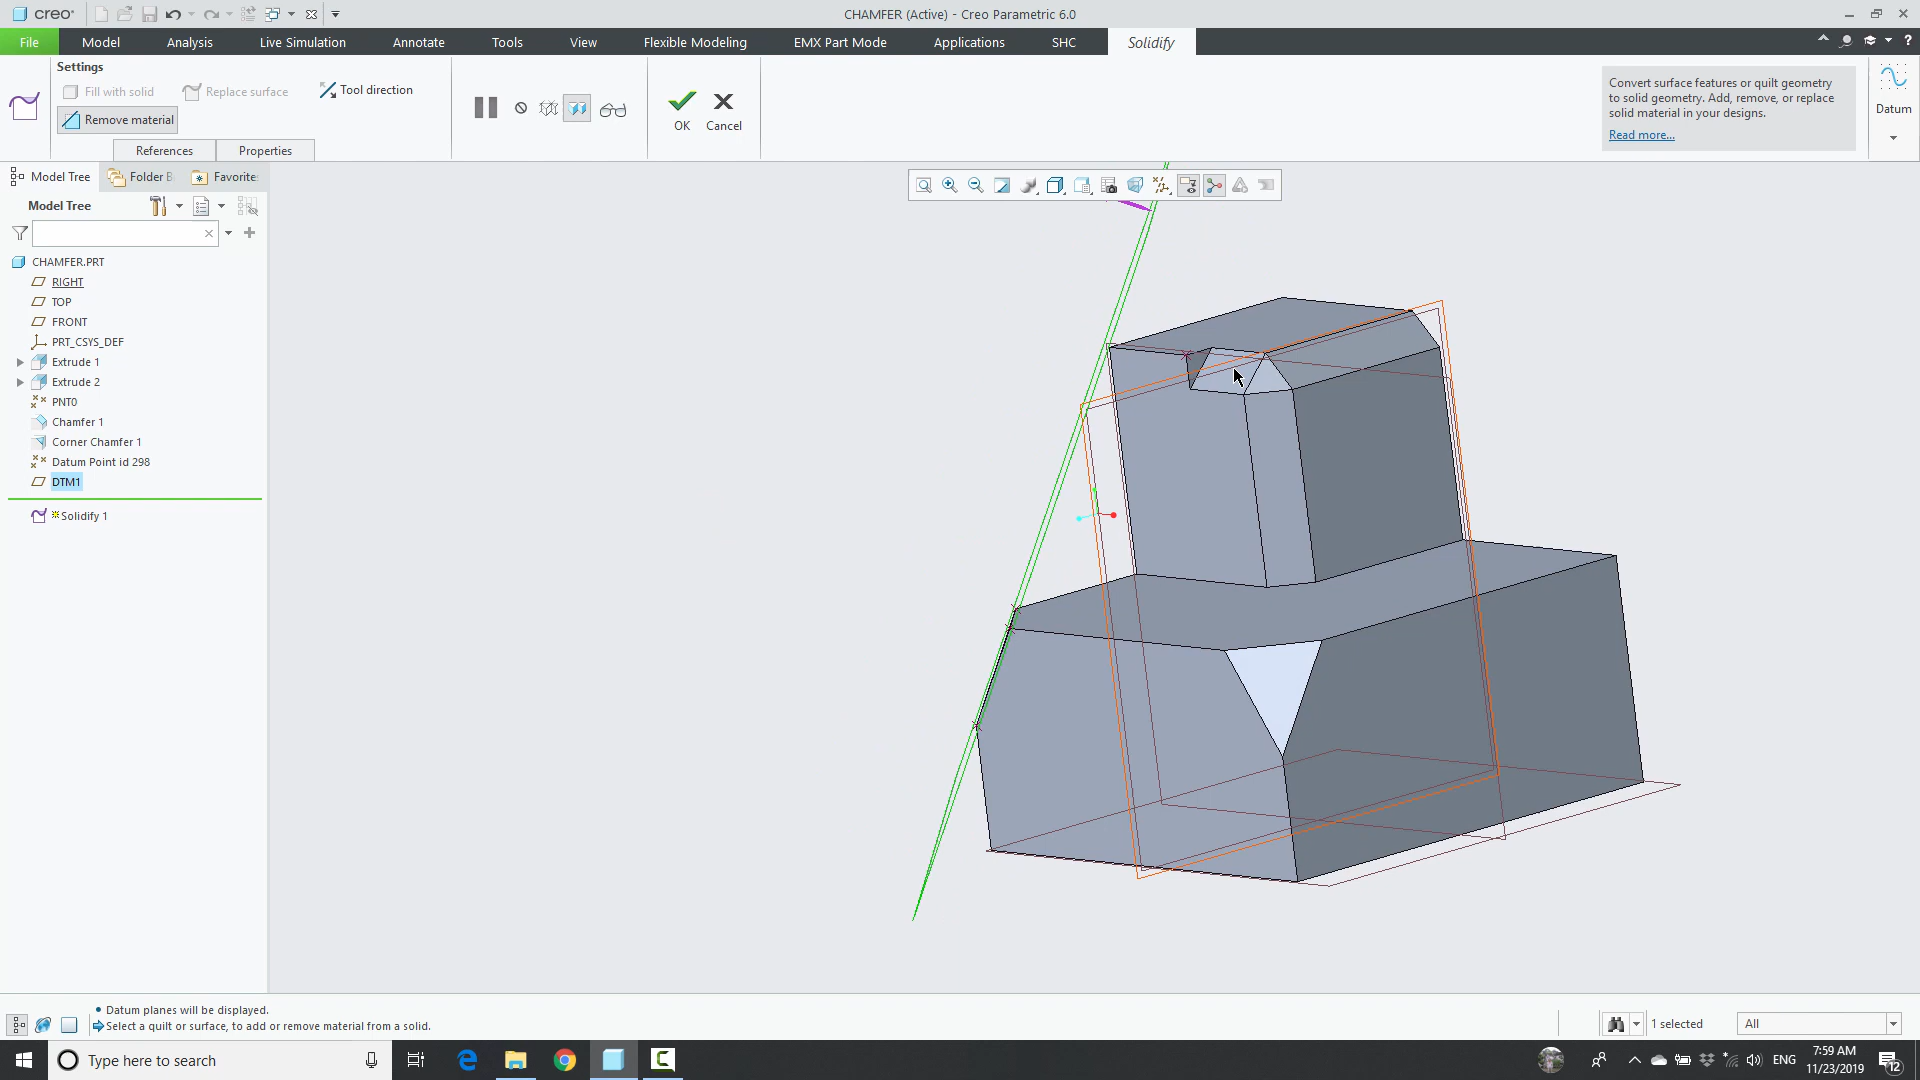 creo®
CHAMFER (Active) - Creo Parametric 6.0
File
Model
Analysis
Live Simulation
Annotate
Tools
View
Flexible Modeling
EMX Part Mode
Applications
SHC
Solidify
?
Settings
Fill with solid
Replace surface
Tool direction
Remove material
References
Properties
OK
Cancel
Convert surface features or quilt geometry
to solid geometry. Add, remove, or replace
solid material in your designs.
Read more...
Datum
Model Tree
Folder B
Favorite
Model Tree
CHAMFER.PRT
RIGHT
TOP
FRONT
PRT_CSYS_DEF
Extrude 1
Extrude 2
PNT0
Chamfer 1
Corner Chamfer 1
Datum Point id 298
DTM1
Solidify 1
• Datum planes will be displayed.
Select a quilt or surface, to add or remove material from a solid.
1 selected
All
Type here to search
ENG
7:59 AM
11/23/2019
12